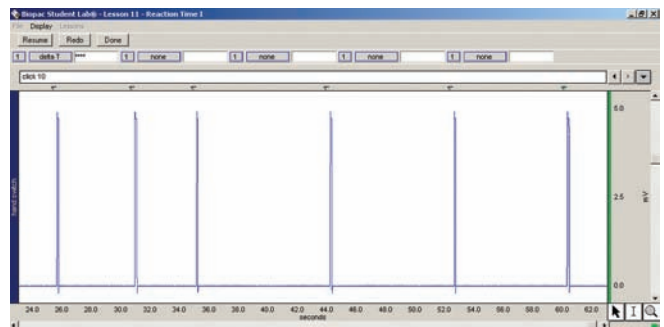 Biopac Student Lab® - Lesson 11 - Reaction Time 1
File Display Lessons
Resume Redo Done
1 delta T **** 1 none 1 none 1 none 1 none
click 10
hand switch
5.0
2.5
0.0
mV
24.0 26.0 28.0 30.0 32.0 34.0 36.0 38.0 40.0 42.0 44.0 46.0 48.0 50.0 52.0 54.0 56.0 58.0 60.0 62.0
seconds